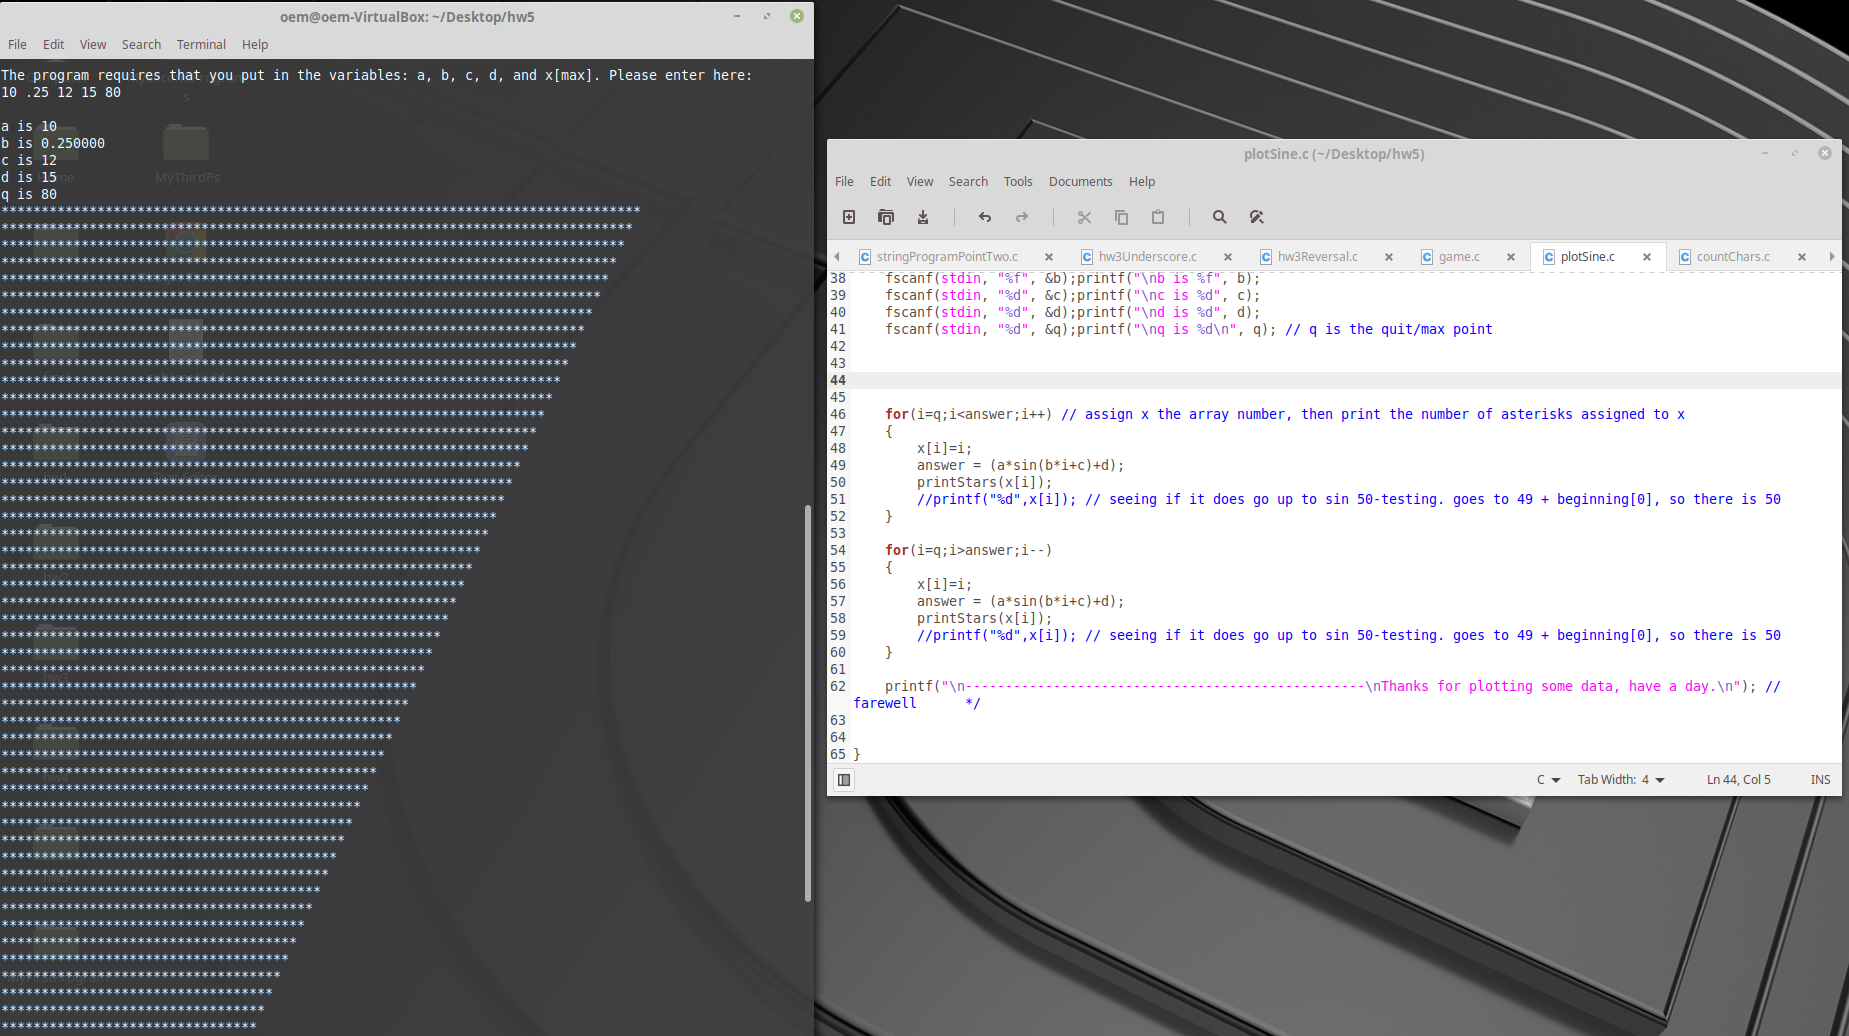 oem@oem-VirtualBox: ~/Desktop/hw5
File Edit View Search Terminal Help
The program requires that you put in the variables: a, b, c, d, and x[max]. Please enter here:
10 .25 12 15 80
a is 10
b is 0.250000
c is 12
d is 15
q is 80
MyThirdPs
plotSine.c (~/Desktop/hw5)
File Edit View Search Tools Documents Help
stringProgramPointTwo.c hw3Underscore.c hw3Reversal.c game.c plotSine.c countChars.c
38 fscanf(stdin, "%f", &b);printf("\nb is %f", b);
39 fscanf(stdin, "%d", &c);printf("\nc is %d", c);
40 fscanf(stdin, "%d", &d);printf("\nd is %d", d);
41 fscanf(stdin, "%d", &q);printf("\nq is %d\n", q); // q is the quit/max point
42
43
44
45
46 for(i=q;i<answer;i++) // assign x the array number, then print the number of asterisks assigned to x
47 {
48 x[i]=i;
49 answer = (a*sin(b*i+c)+d);
50 printStars(x[i]);
51 //printf("%d",x[i]); // seeing if it does go up to sin 50-testing. goes to 49 + beginning[0], so there is 50
52 }
53
54 for(i=q;i>answer;i--)
55 {
56 x[i]=i;
57 answer = (a*sin(b*i+c)+d);
58 printStars(x[i]);
59 //printf("%d",x[i]); // seeing if it does go up to sin 50-testing. goes to 49 + beginning[0], so there is 50
60 }
61
62 printf("\n--------------------------------------------------\nThanks for plotting some data, have a day.\n"); //
farewell */
63
64
65 }
C Tab Width: 4 Ln 44, Col 5 INS